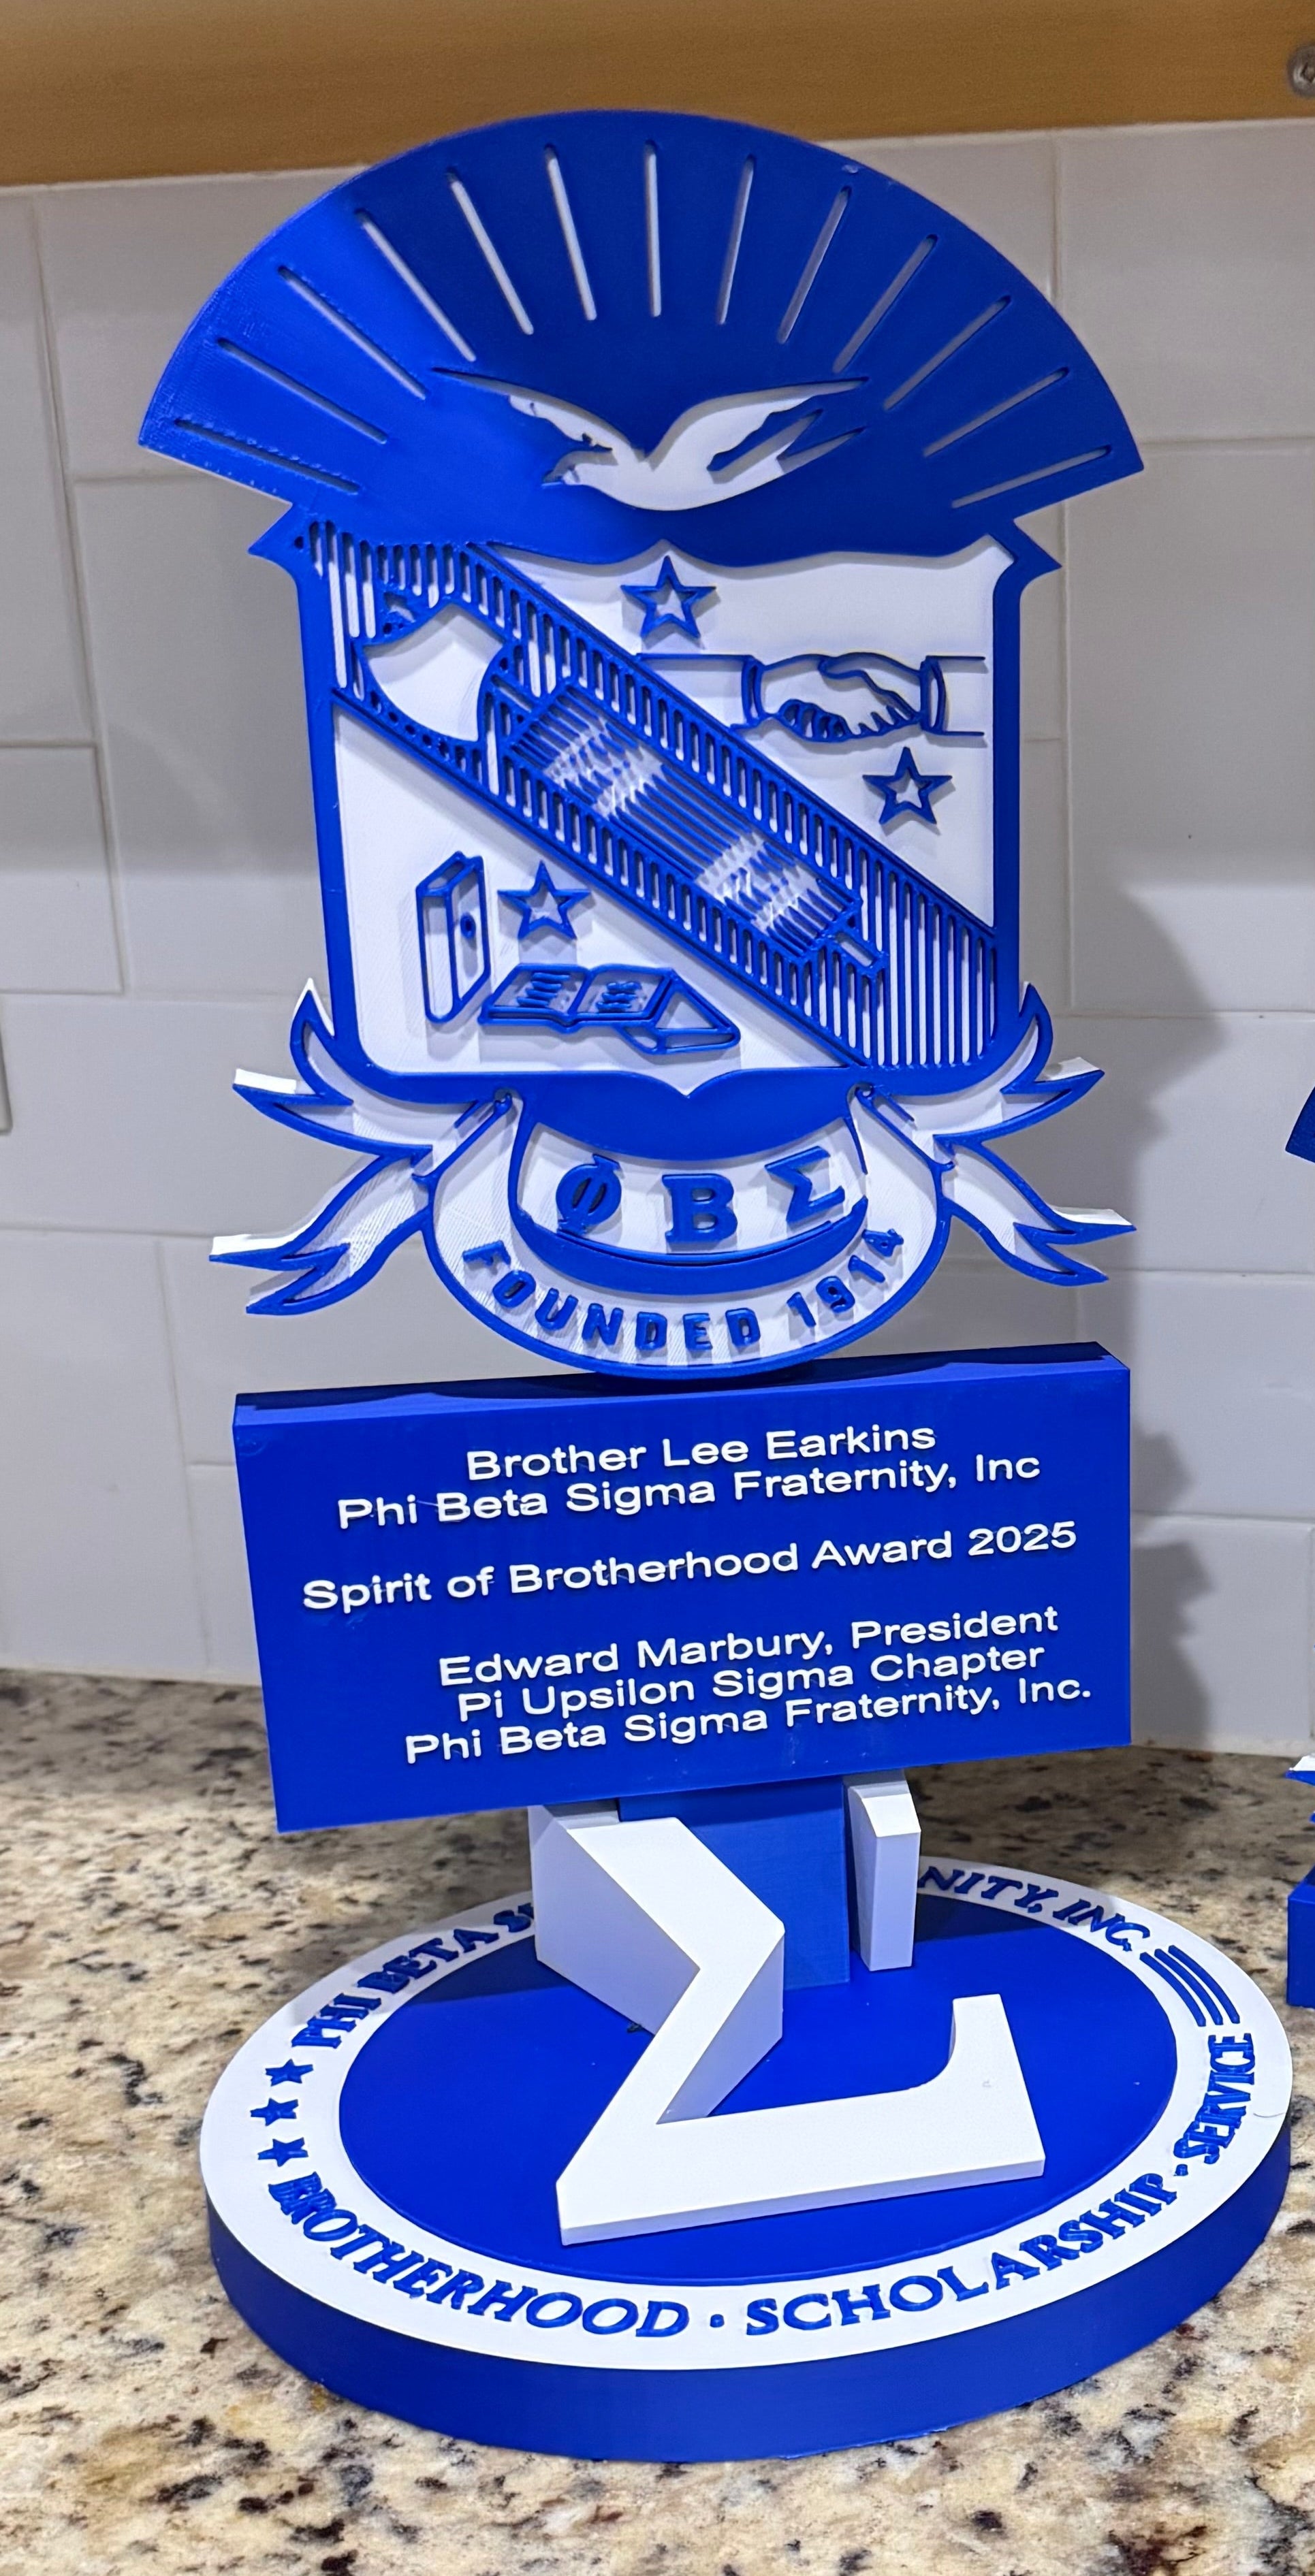 ΦΒΣ
FOUNDED 1914
Brother Lee Earkins
Phi Beta Sigma Fraternity, Inc
Spirit of Brotherhood Award 2025
Edward Marbury, President
Pi Upsilon Sigma Chapter
Phi Beta Sigma Fraternity, Inc.
Σ
PHI BETA
INC.
BROTHERHOOD · SCHOLARSHIP · SERVICE